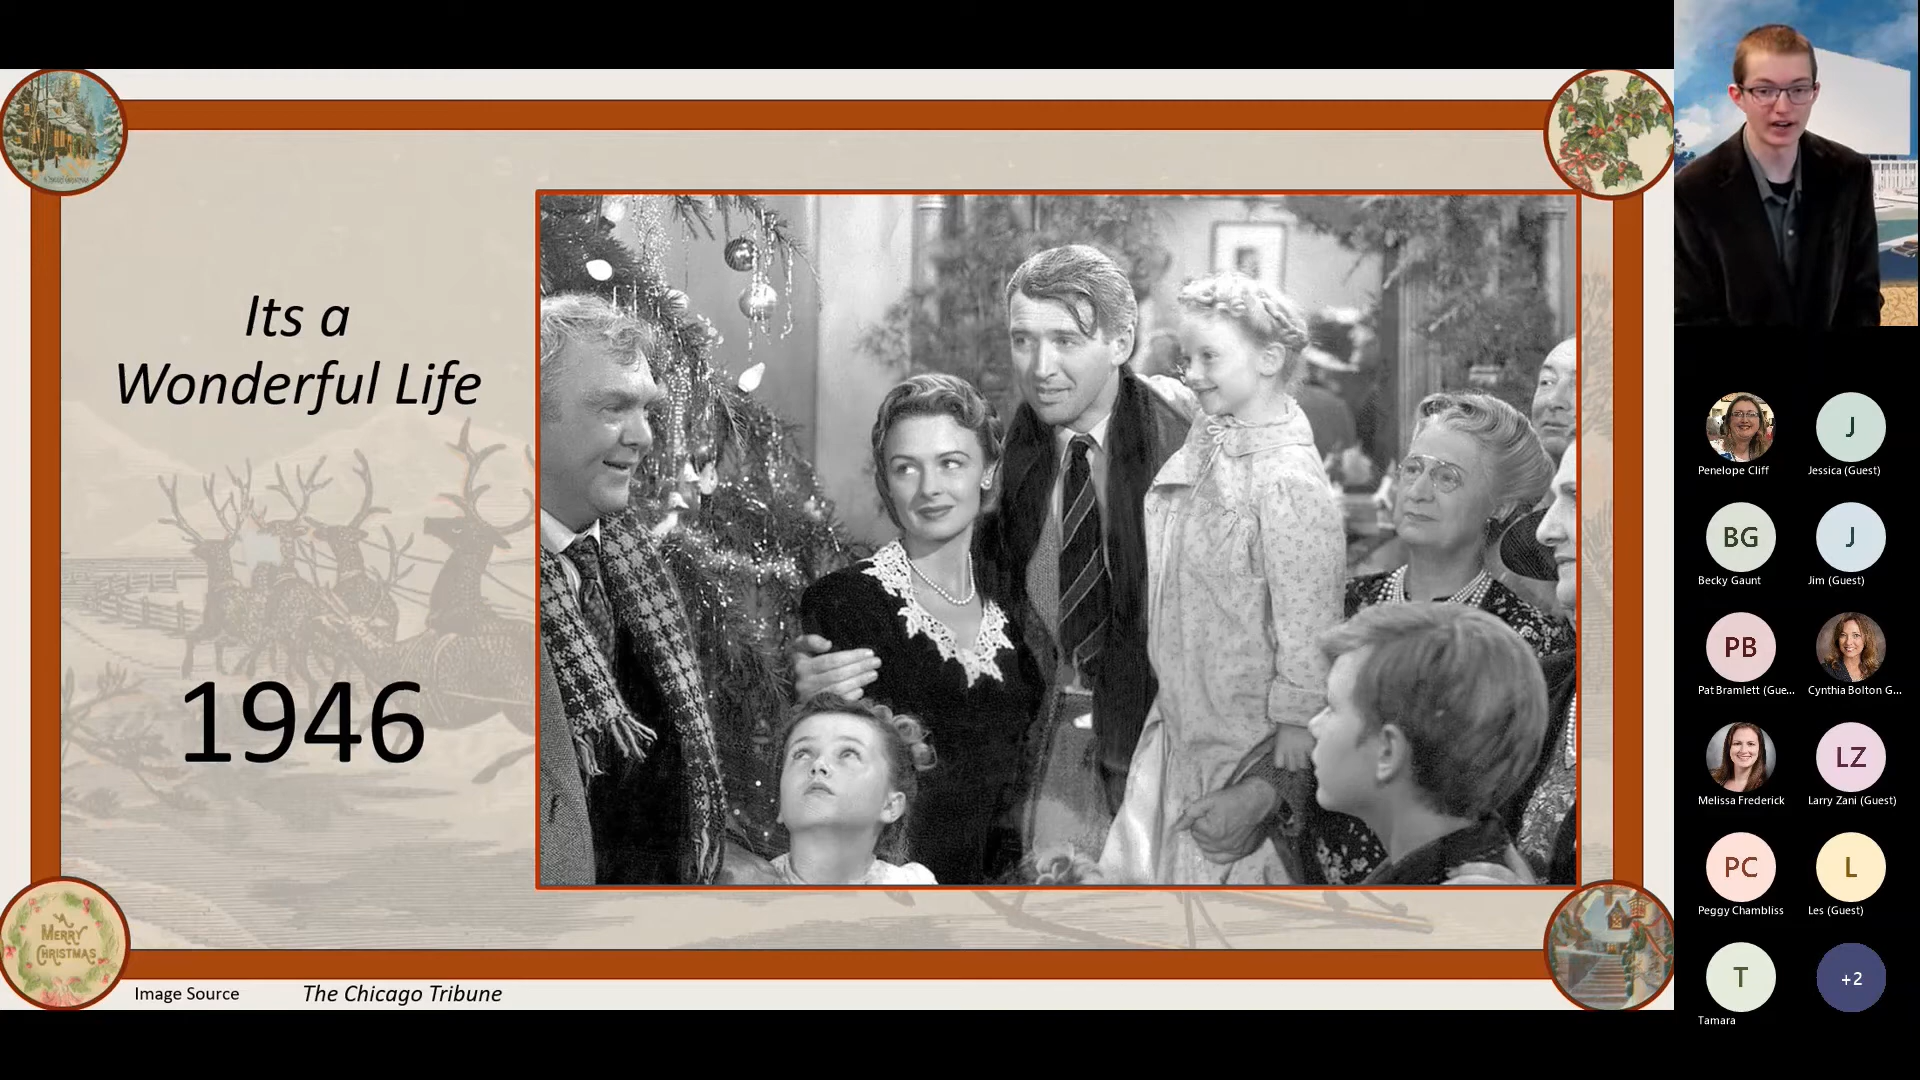 Its a
Wonderful Life
1946
A
MERRY
CHRISTMAS
Image Source
The Chicago Tribune
Penelope Cliff
J
Jessica (Guest)
BG
Becky Gaunt
J
Jim (Guest)
PB
Pat Bramlett (Gue...
Cynthia Bolton G...
Melissa Frederick
LZ
Larry Zani (Guest)
PC
Peggy Chambliss
L
Les (Guest)
T
Tamara
+2